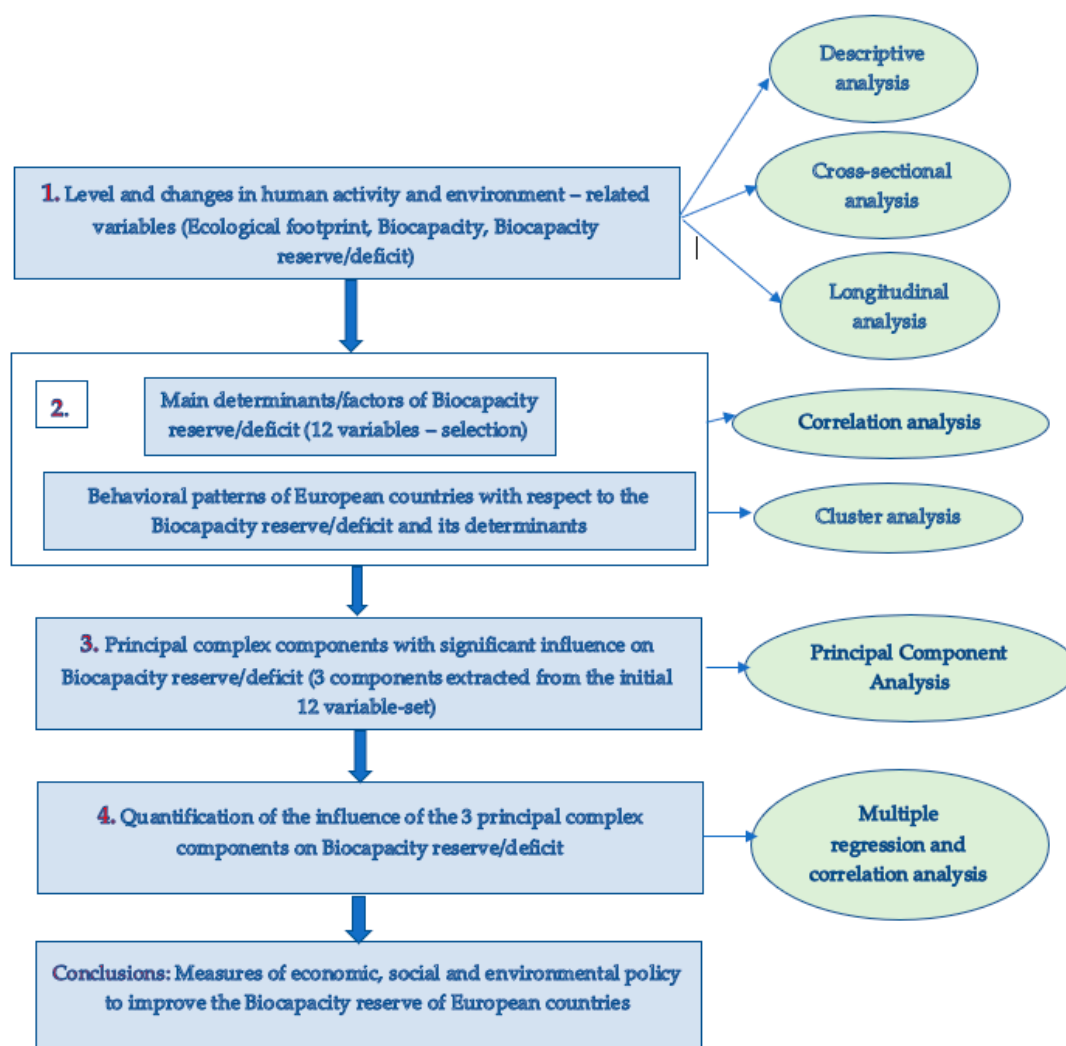 Descriptive
analysis
1. Level and changes in human activity and environment – related
variables (Ecological footprint, Biocapacity, Biocapacity
reserve/deficit)
Cross-sectional
analysis
Longitudinal
analysis
2.
Main determinants/factors of Biocapacity
reserve/deficit (12 variables – selection)
Correlation analysis
Behavioral patterns of European countries with respect to the
Biocapacity reserve/deficit and its determinants
Cluster analysis
3. Principal complex components with significant influence on
Biocapacity reserve/deficit (3 components extracted from the initial
12 variable-set)
Principal Component
Analysis
4. Quantification of the influence of the 3 principal complex
components on Biocapacity reserve/deficit
Multiple
regression and
correlation analysis
Conclusions: Measures of economic, social and environmental policy
to improve the Biocapacity reserve of European countries